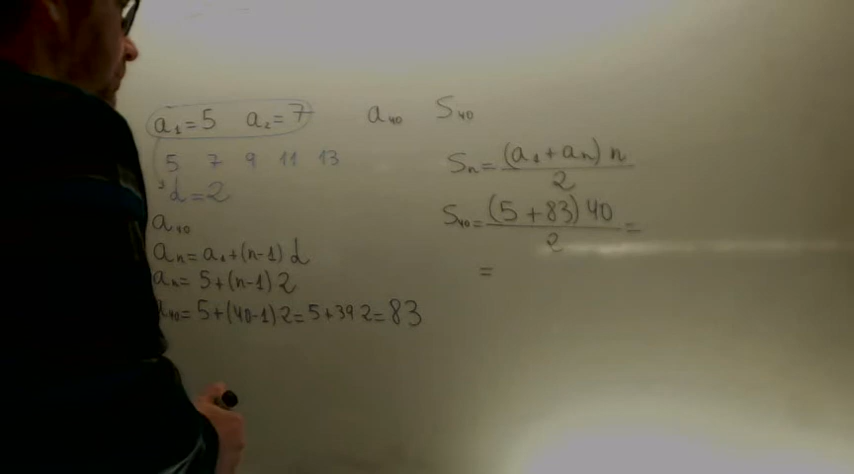 a₁=5 a₂=7 a₄₀ S₄₀
5 7 9 11 13
d=2
a₄₀
aₙ=a₁+(n-1)d
aₙ=5+(n-1)2
a₄₀=5+(40-1)2=5+39 2=83
Sₙ=(a₁+aₙ)n
2
S₄₀=(5+83)40=
2
=